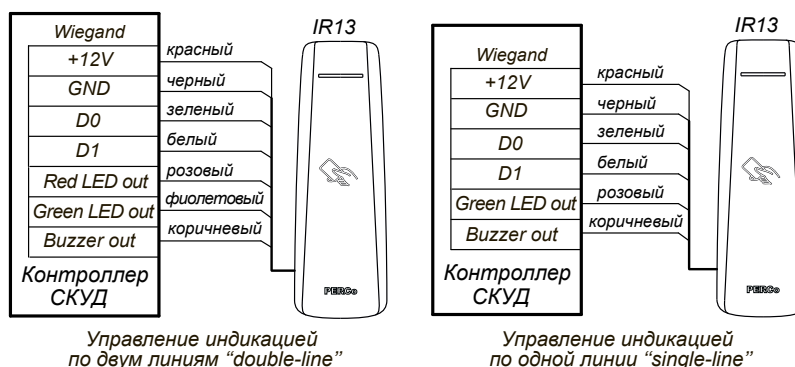 IR13
Wiegand
+12V красный
GND черный
D0 зеленый
D1 белый
Red LED out розовый
Green LED out фиолетовый
Buzzer out коричневый
Контроллер
СКУД
PERCo
Управление индикацией
по двум линиям “double-line”
IR13
Wiegand
+12V красный
GND черный
D0 зеленый
D1 белый
Green LED out розовый
Buzzer out коричневый
Контроллер
СКУД
PERCo
Управление индикацией
по одной линии “single-line”